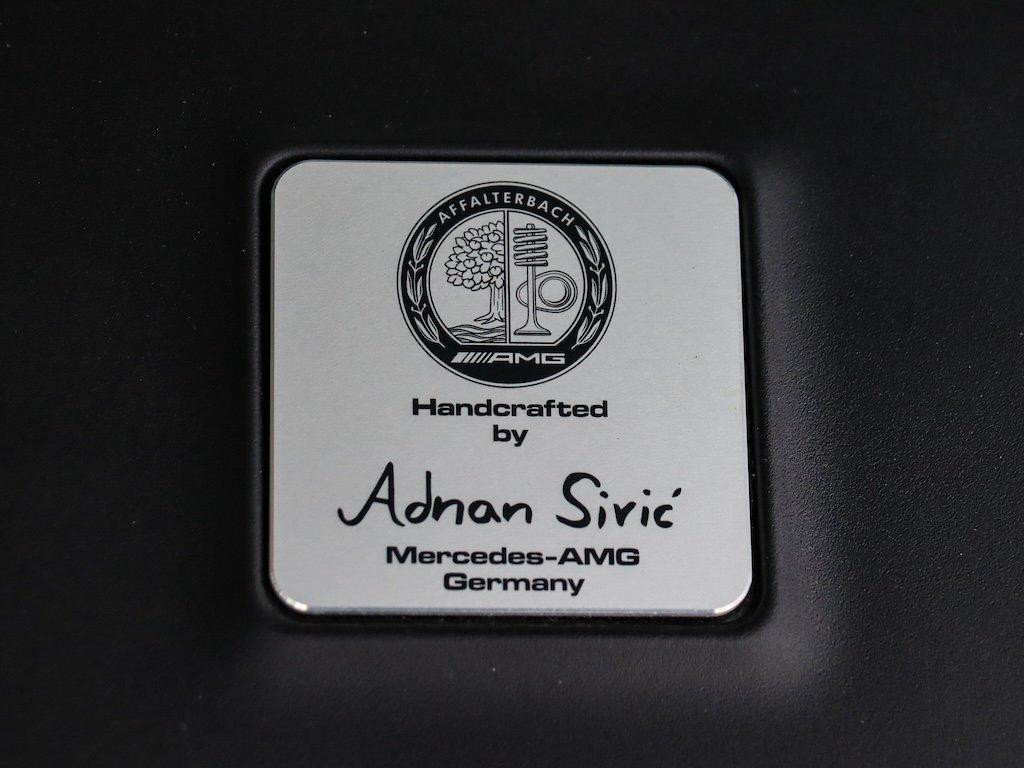 AFFALTERBACH
AMG
Handcrafted
by
Adnan Sirić
Mercedes-AMG
Germany